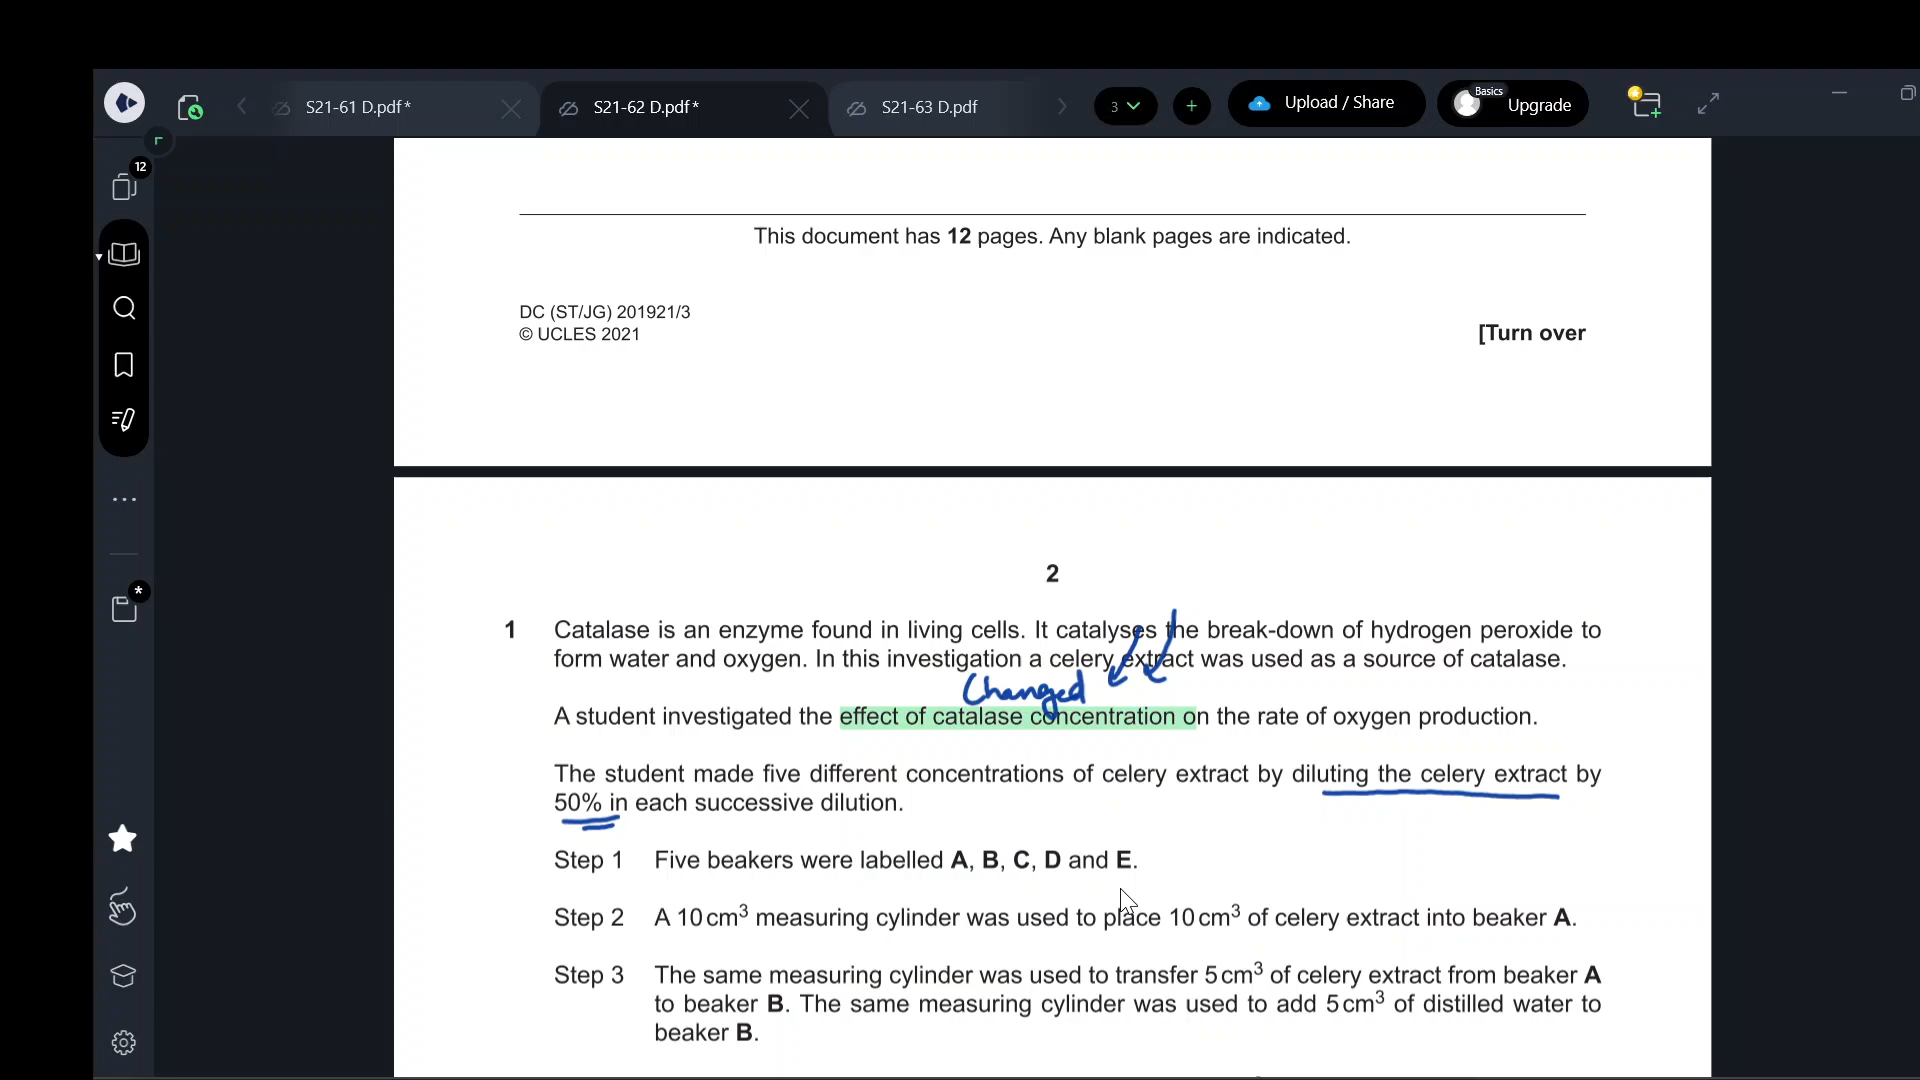 S21-61 D.pdf*
S21-62 D.pdf*
S21-63 D.pdf
3
+
Upload / Share
Basics
Upgrade
12
This document has 12 pages. Any blank pages are indicated.
DC (ST/JG) 201921/3
© UCLES 2021
[Turn over
*
2
1 Catalase is an enzyme found in living cells. It catalyses the break-down of hydrogen peroxide to
form water and oxygen. In this investigation a celery extract was used as a source of catalase.
Changed
A student investigated the effect of catalase concentration on the rate of oxygen production.
The student made five different concentrations of celery extract by diluting the celery extract by
50% in each successive dilution.
Step 1 Five beakers were labelled A, B, C, D and E.
Step 2 A 10 cm³ measuring cylinder was used to place 10 cm³ of celery extract into beaker A.
Step 3 The same measuring cylinder was used to transfer 5 cm³ of celery extract from beaker A
to beaker B. The same measuring cylinder was used to add 5 cm³ of distilled water to
beaker B.